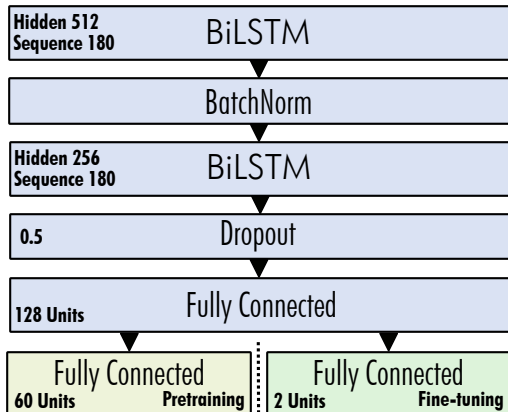 Hidden 512
Sequence 180
BiLSTM
BatchNorm
Hidden 256
Sequence 180
BiLSTM
0.5
Dropout
Fully Connected
128 Units
Fully Connected
60 Units
Pretraining
Fully Connected
2 Units
Fine-tuning